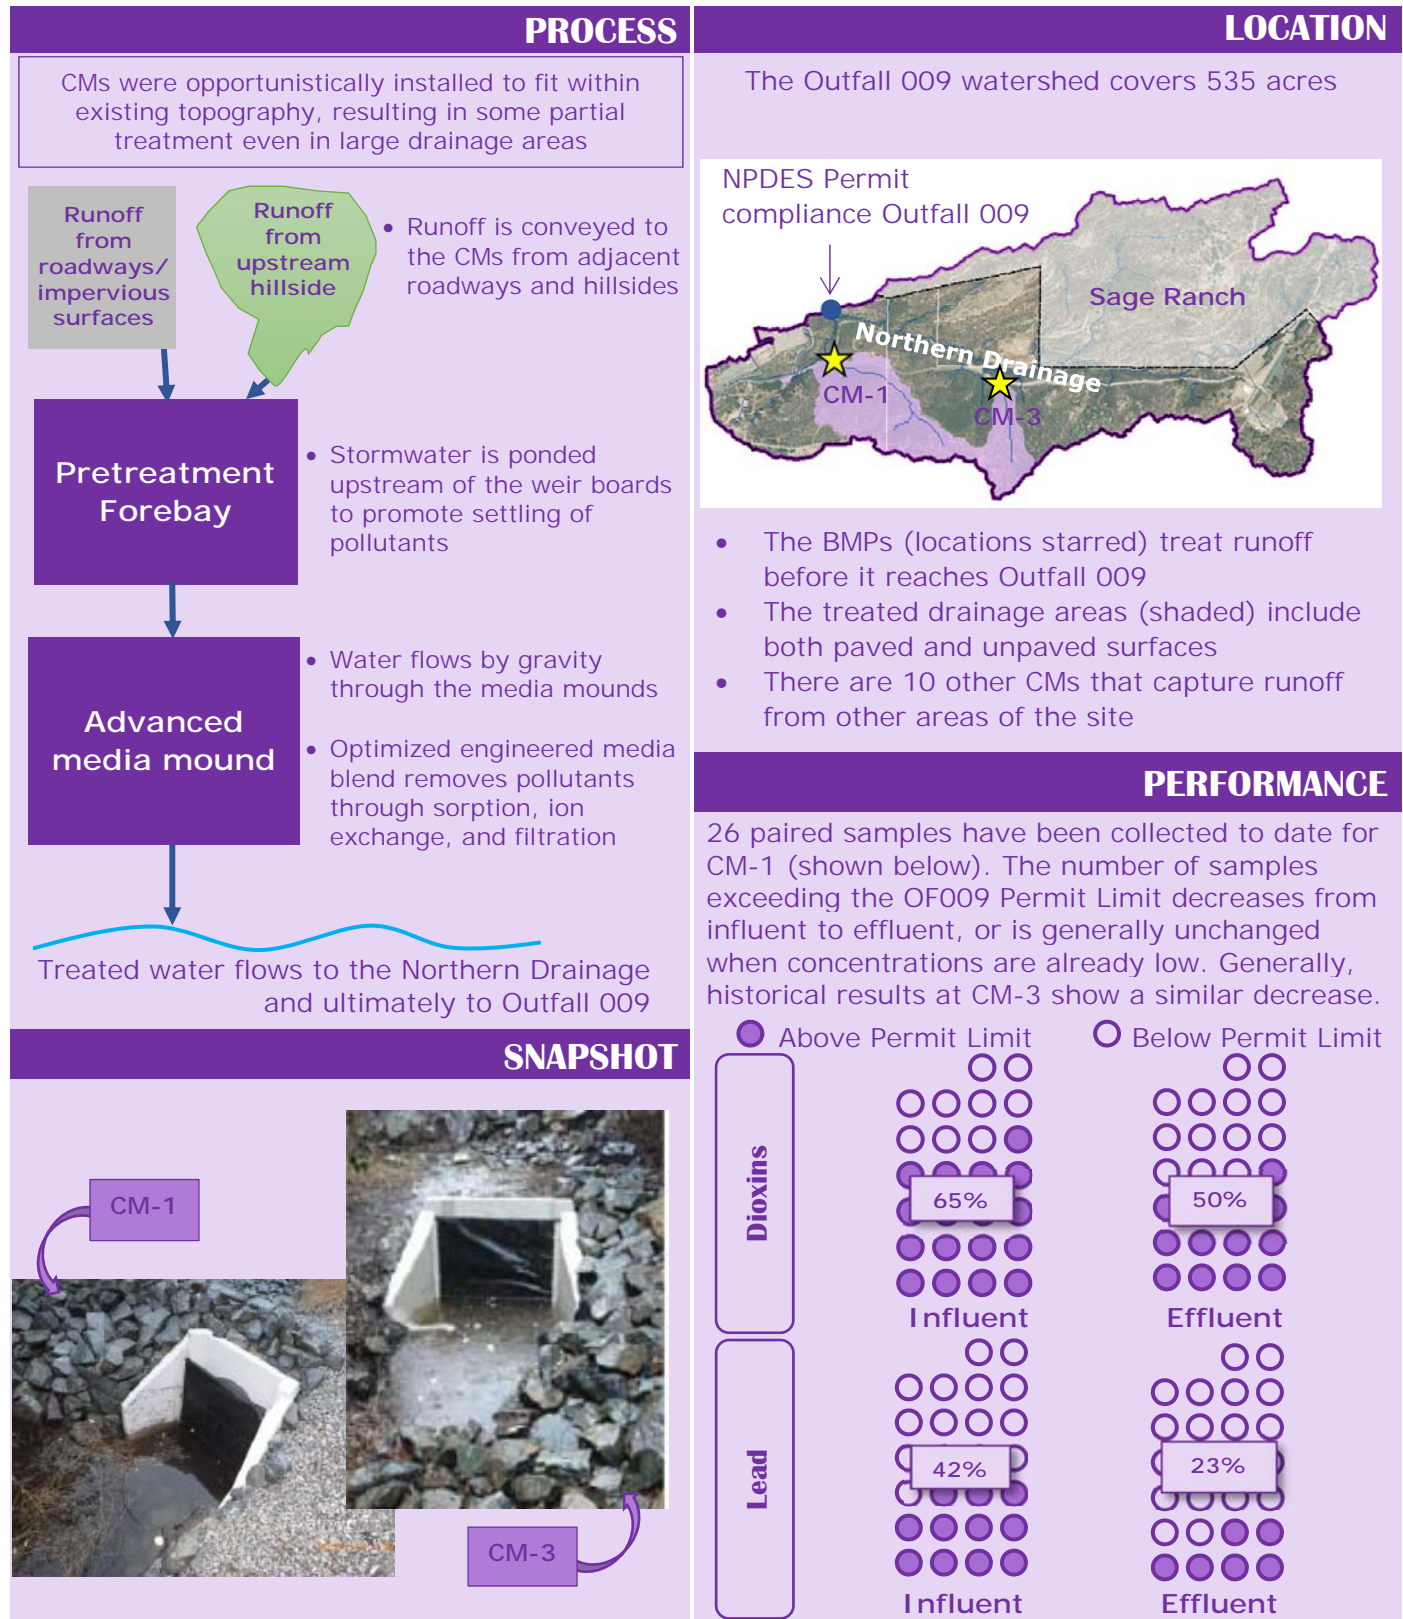 PROCESS
CMs were opportunistically installed to fit within
existing topography, resulting in some partial
treatment even in large drainage areas
Runoff
from
roadways/
impervious
surfaces
Runoff
from
upstream
hillside
• Runoff is conveyed to
the CMs from adjacent
roadways and hillsides
Pretreatment
Forebay
• Stormwater is ponded
upstream of the weir boards
to promote settling of
pollutants
Advanced
media mound
• Water flows by gravity
through the media mounds
• Optimized engineered media
blend removes pollutants
through sorption, ion
exchange, and filtration
Treated water flows to the Northern Drainage
and ultimately to Outfall 009
SNAPSHOT
CM-1
CM-3
LOCATION
The Outfall 009 watershed covers 535 acres
NPDES Permit
compliance Outfall 009
Sage Ranch
Northern Drainage
CM-1
CM-3
• The BMPs (locations starred) treat runoff
before it reaches Outfall 009
• The treated drainage areas (shaded) include
both paved and unpaved surfaces
• There are 10 other CMs that capture runoff
from other areas of the site
PERFORMANCE
26 paired samples have been collected to date for
CM-1 (shown below). The number of samples
exceeding the OF009 Permit Limit decreases from
influent to effluent, or is generally unchanged
when concentrations are already low. Generally,
historical results at CM-3 show a similar decrease.
Above Permit Limit
Below Permit Limit
Dioxins
65%
50%
Influent
Effluent
Lead
42%
23%
Influent
Effluent